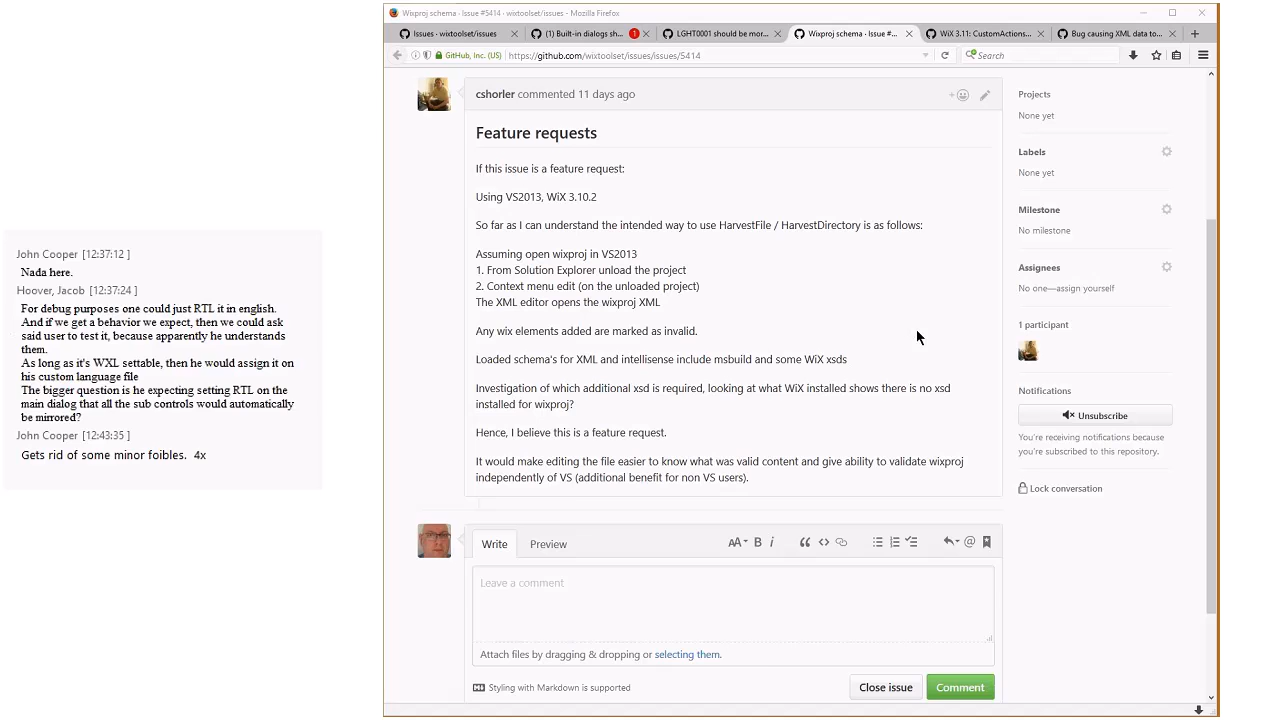 Wixproj schema · Issue #5414 · wixtoolset/issues - Mozilla Firefox
Issues · wixtoolset/issues
(1) Built-in dialogs sh...
1
LGHT0001 should be mor...
Wixproj schema · Issue #...
WiX 3.11: CustomActions...
Bug causing XML data to...
GitHub, Inc. (US)
https://github.com/wixtoolset/issues/issues/5414
Search
cshorler commented 11 days ago
Feature requests
If this issue is a feature request:
Using VS2013, WiX 3.10.2
So far as I can understand the intended way to use HarvestFile / HarvestDirectory is as follows:
Assuming open wixproj in VS2013
1. From Solution Explorer unload the project
2. Context menu edit (on the unloaded project)
The XML editor opens the wixproj XML
Any wix elements added are marked as invalid.
Loaded schema's for XML and intellisense include msbuild and some WiX xsds
Investigation of which additional xsd is required, looking at what WiX installed shows there is no xsd
installed for wixproj?
Hence, I believe this is a feature request.
It would make editing the file easier to know what was valid content and give ability to validate wixproj
independently of VS (additional benefit for non VS users).
Write
Preview
AA
B
i
Leave a comment
Attach files by dragging & dropping or selecting them.
Styling with Markdown is supported
Close issue
Comment
Projects
None yet
Labels
None yet
Milestone
No milestone
Assignees
No one—assign yourself
1 participant
Notifications
Unsubscribe
You're receiving notifications because
you're subscribed to this repository.
Lock conversation
John Cooper [12:37:12 ]
Nada here.
Hoover, Jacob [12:37:24 ]
For debug purposes one could just RTL it in english.
And if we get a behavior we expect, then we could ask
said user to test it, because apparently he understands
them.
As long as it's WXL settable, then he would assign it on
his custom language file
The bigger question is he expecting setting RTL on the
main dialog that all the sub controls would automatically
be mirrored?
John Cooper [12:43:35 ]
Gets rid of some minor foibles.  4x